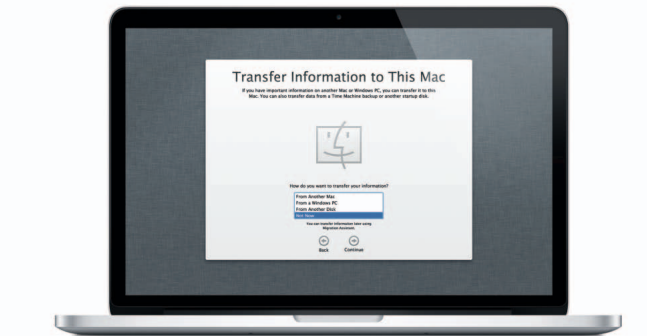 Transfer Information to This Mac
If you have important information on another Mac or Windows PC, you can transfer it to this
Mac. You can also transfer data from a Time Machine backup or another startup disk.
How do you want to transfer your information?
From Another Mac
From a Windows PC
From Another Disk
Not Now
You can transfer information later using
Migration Assistant.
Back
Continue